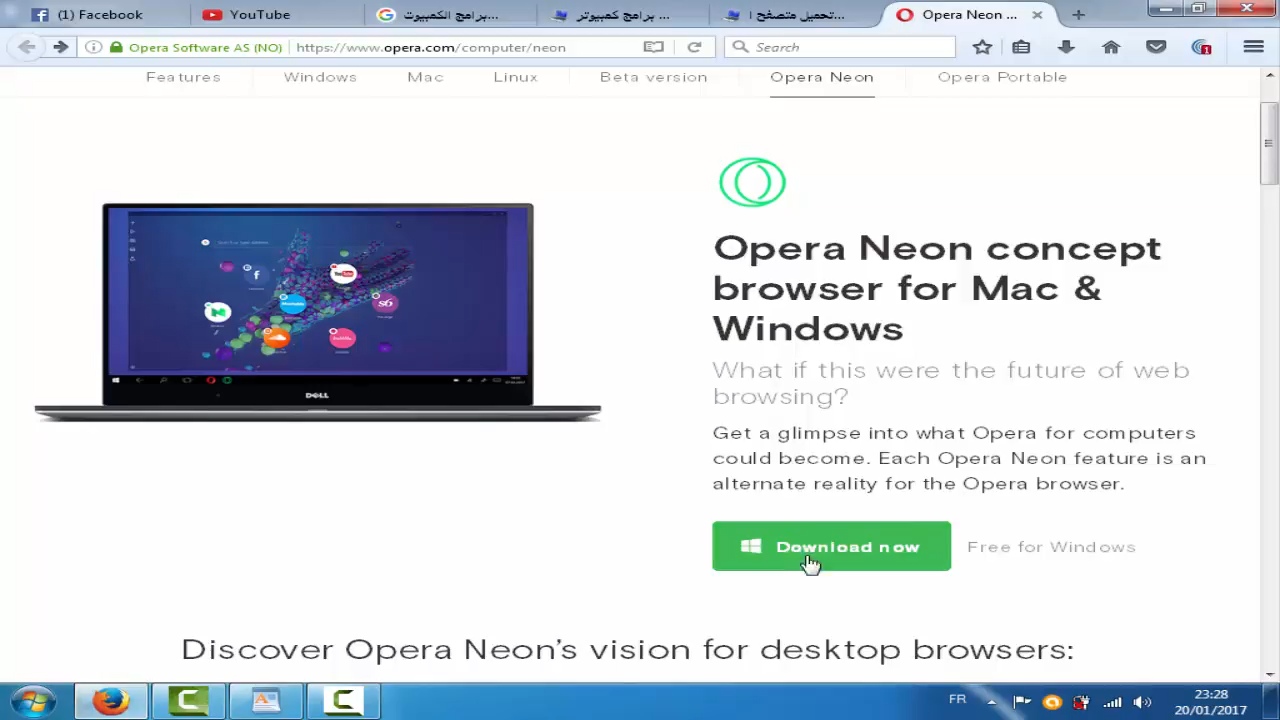 Facebook
YouTube
برامج الكمبيوت...
برامج كمبيوتر ...
تحميل متصفح ا...
Opera Neon ...
Opera Software AS (NO)
https://www.opera.com/computer/neon
Search
1
Features
Windows
Mac
Linux
Beta version
Opera Neon
Opera Portable
Opera Neon concept
browser for Mac &
Windows
What if this were the future of web
browsing?
Get a glimpse into what Opera for computers
could become. Each Opera Neon feature is an
alternate reality for the Opera browser.
DELL
Download now
Free for Windows
Discover Opera Neon's vision for desktop browsers:
FR
23:28
20/01/2017